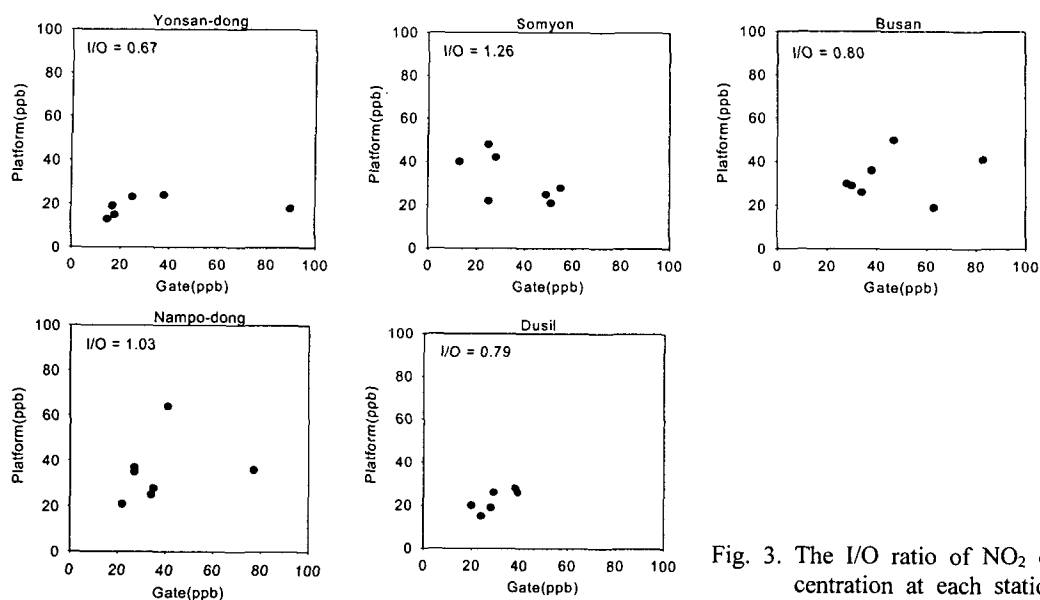 Yonsan-dong
I/O = 0.67
Platform(ppb)
100
80
60
40
20
0
0 20 40 60 80 100
Gate(ppb)
Somyon
I/O = 1.26
Platform(ppb)
100
80
60
40
20
0
0 20 40 60 80 100
Gate(ppb)
Busan
I/O = 0.80
Platform(ppb)
100
80
60
40
20
0
0 20 40 60 80 100
Gate(ppb)
Nampo-dong
I/O = 1.03
Platform(ppb)
100
80
60
40
20
0
0 20 40 60 80 100
Gate(ppb)
Dusil
I/O = 0.79
Platform(ppb)
100
80
60
40
20
0
0 20 40 60 80 100
Gate(ppb)
Fig. 3. The I/O ratio of NO₂
centration at each